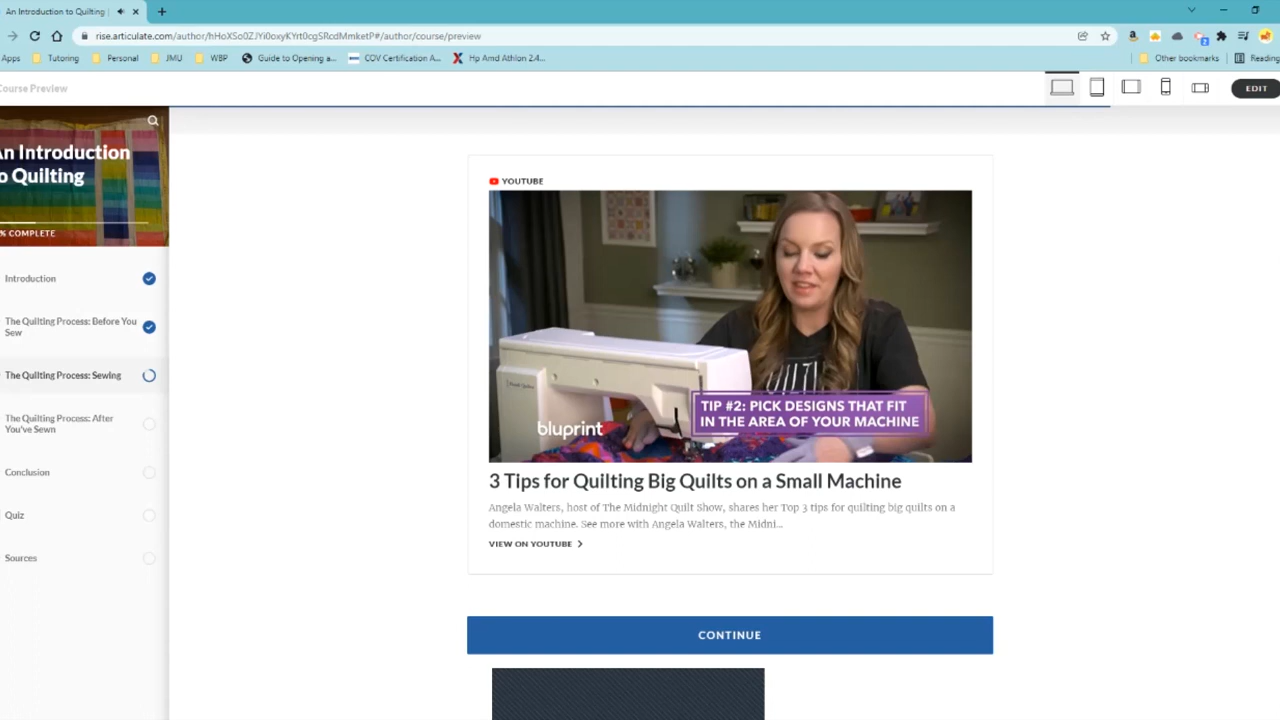 An Introduction to Quilting |
rise.articulate.com/author/hHoXSo0ZJYi0oxyKYrt0cgSRcdMmketP#/author/course/preview
Apps Tutoring Personal JMU WBP Guide to Opening a... COV Certification A... Hp Amd Athlon 2.4... Other bookmarks Reading
Course Preview
EDIT
An Introduction
to Quilting
% COMPLETE
Introduction
The Quilting Process: Before You
Sew
The Quilting Process: Sewing
The Quilting Process: After
You've Sewn
Conclusion
Quiz
Sources
YOUTUBE
TIP #2: PICK DESIGNS THAT FIT
IN THE AREA OF YOUR MACHINE
bluprint
3 Tips for Quilting Big Quilts on a Small Machine
Angela Walters, host of The Midnight Quilt Show, shares her Top 3 tips for quilting big quilts on a
domestic machine. See more with Angela Walters, the Midni...
VIEW ON YOUTUBE
CONTINUE